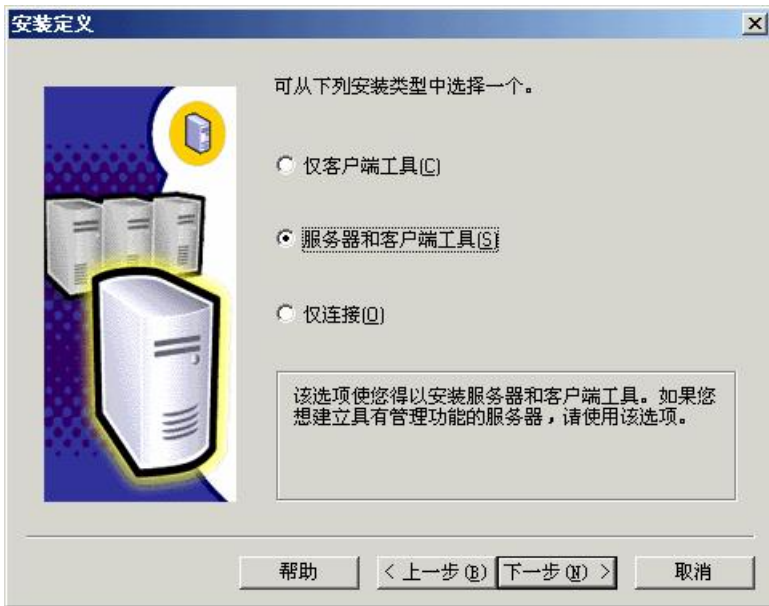 安装定义
可从下列安装类型中选择一个。
仅客户端工具(C)
服务器和客户端工具(S)
仅连接(O)
该选项使您得以安装服务器和客户端工具。如果您
想建立具有管理功能的服务器，请使用该选项。
帮助
< 上一步(B)
下一步(N) >
取消